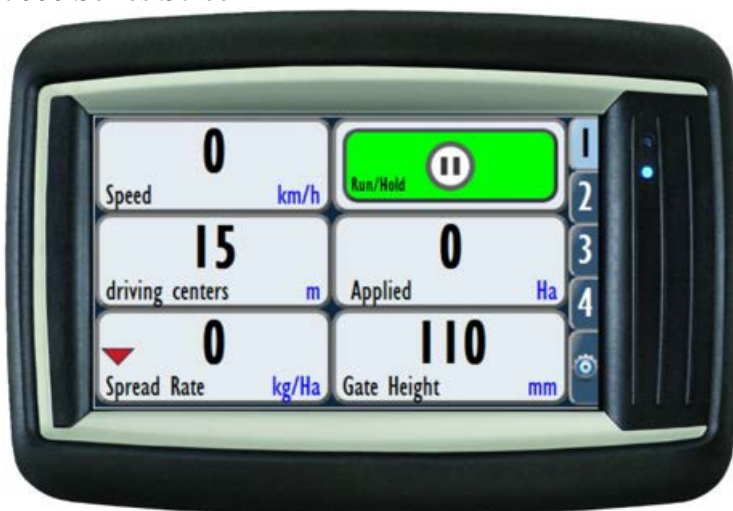 0
Speed km/h
Run/Hold
1
2
15
driving centers m
0
Applied Ha
3
4
0
Spread Rate kg/Ha
110
Gate Height mm